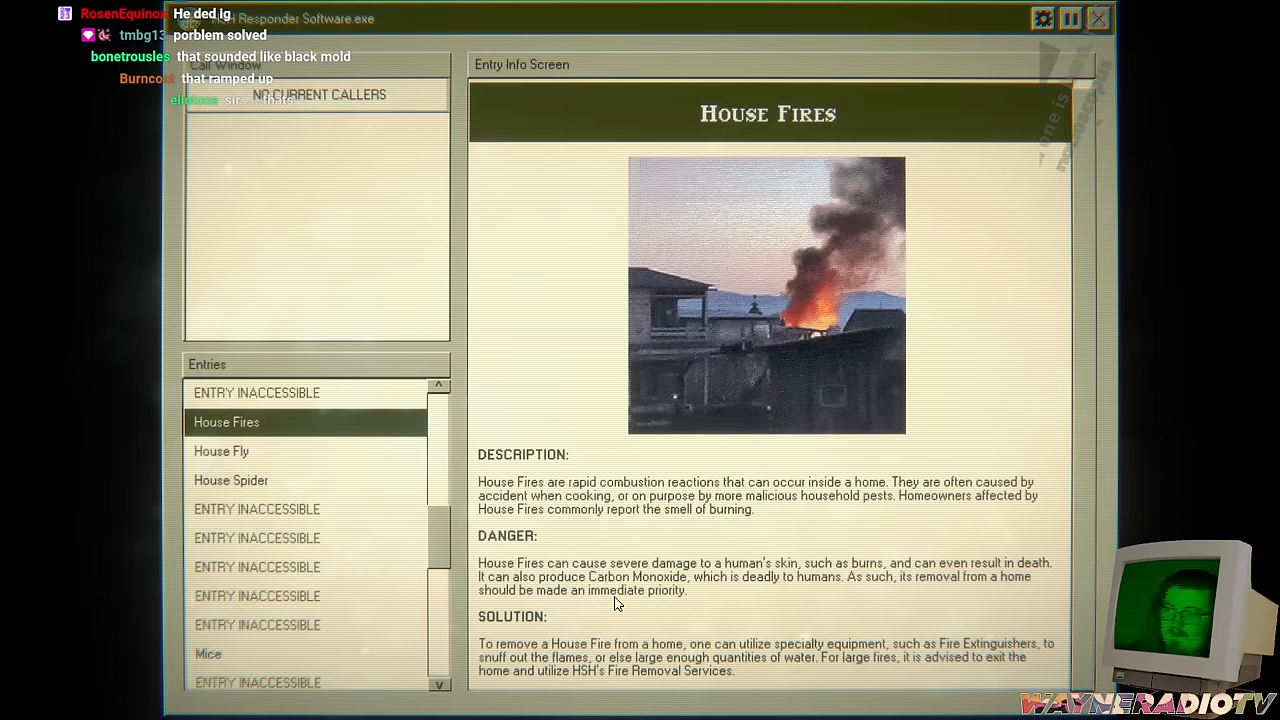 RosenEquinox He ded lg
HSH Responder Software.exe
tmbg13 porblem solved
bonetrousles that sounded like black mold
Call Window
Burncoat that ramped up
NO CURRENT CALLERS
Entry Info Screen
House Fires
Entries
ENTRY INACCESSIBLE
House Fires
House Fly
House Spider
ENTRY INACCESSIBLE
ENTRY INACCESSIBLE
ENTRY INACCESSIBLE
ENTRY INACCESSIBLE
ENTRY INACCESSIBLE
Mice
ENTRY INACCESSIBLE
DESCRIPTION:
House Fires are rapid combustion reactions that can occur inside a home. They are often caused by
accident when cooking, or on purpose by more malicious household pests. Homeowners affected by
House Fires commonly report the smell of burning.
DANGER:
House Fires can cause severe damage to a human's skin, such as burns, and can even result in death.
It can also produce Carbon Monoxide, which is deadly to humans. As such, its removal from a home
should be made an immediate priority.
SOLUTION:
To remove a House Fire from a home, one can utilize specialty equipment, such as Fire Extinguishers, to
snuff out the flames, or else large enough quantities of water. For large fires, it is advised to exit the
home and utilize HSH's Fire Removal Services.
WAYNERADIOTV